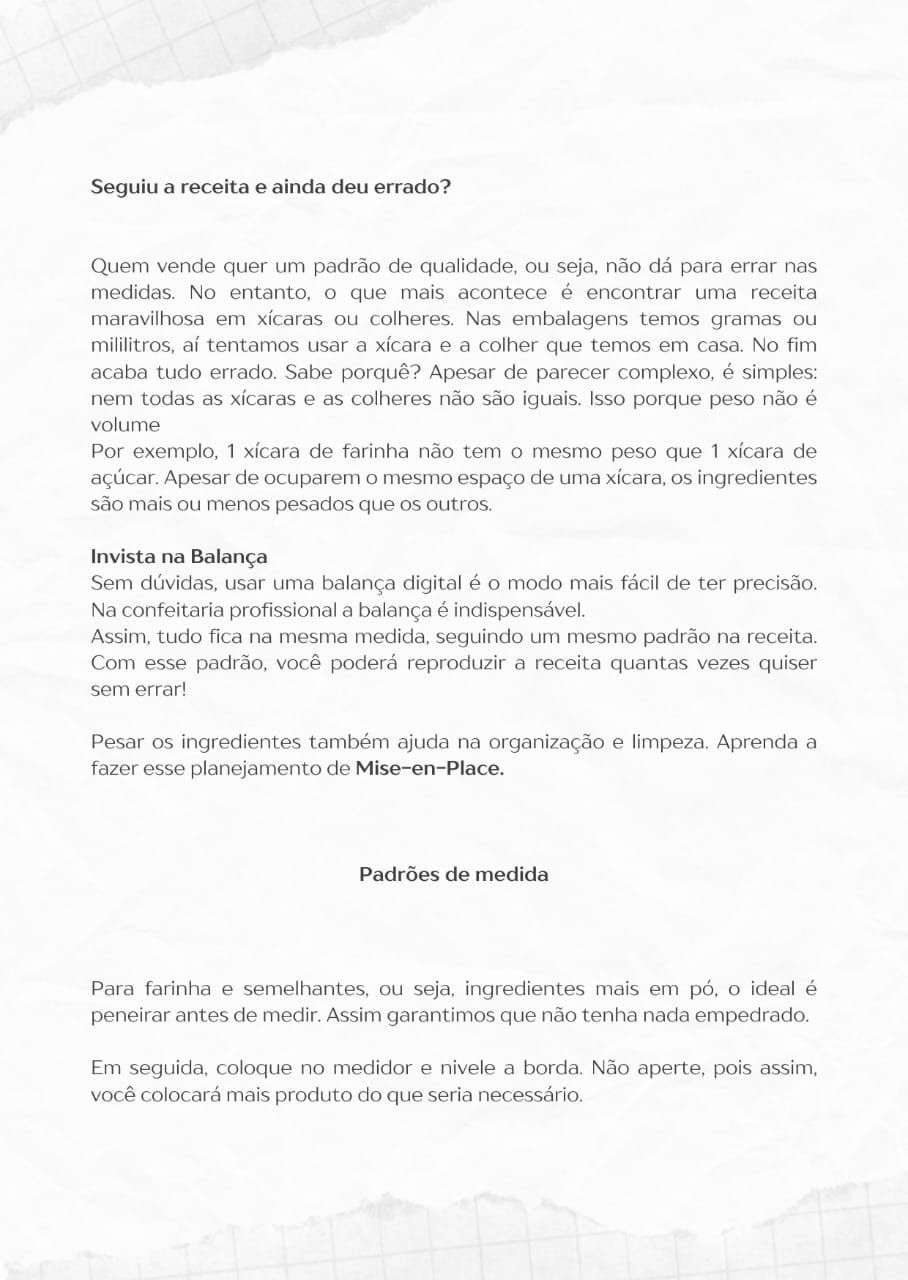 Seguiu a receita e ainda deu errado?
Quem vende quer um padrão de qualidade, ou seja, não dá para errar nas
medidas. No entanto, o que mais acontece é encontrar uma receita
maravilhosa em xícaras ou colheres. Nas embalagens temos gramas ou
mililitros, aí tentamos usar a xícara e a colher que temos em casa. No fim
acaba tudo errado. Sabe porquê? Apesar de parecer complexo, é simples:
nem todas as xícaras e as colheres não são iguais. Isso porque peso não é
volume
Por exemplo, 1 xícara de farinha não tem o mesmo peso que 1 xícara de
açúcar. Apesar de ocuparem o mesmo espaço de uma xícara, os ingredientes
são mais ou menos pesados que os outros.
Invista na Balança
Sem dúvidas, usar uma balança digital é o modo mais fácil de ter precisão.
Na confeitaria profissional a balança é indispensável.
Assim, tudo fica na mesma medida, seguindo um mesmo padrão na receita.
Com esse padrão, você poderá reproduzir a receita quantas vezes quiser
sem errar!
Pesar os ingredientes também ajuda na organização e limpeza. Aprenda a
fazer esse planejamento de Mise-en-Place.
Padrões de medida
Para farinha e semelhantes, ou seja, ingredientes mais em pó, o ideal é
peneirar antes de medir. Assim garantimos que não tenha nada empedrado.
Em seguida, coloque no medidor e nivele a borda. Não aperte, pois assim,
você colocará mais produto do que seria necessário.